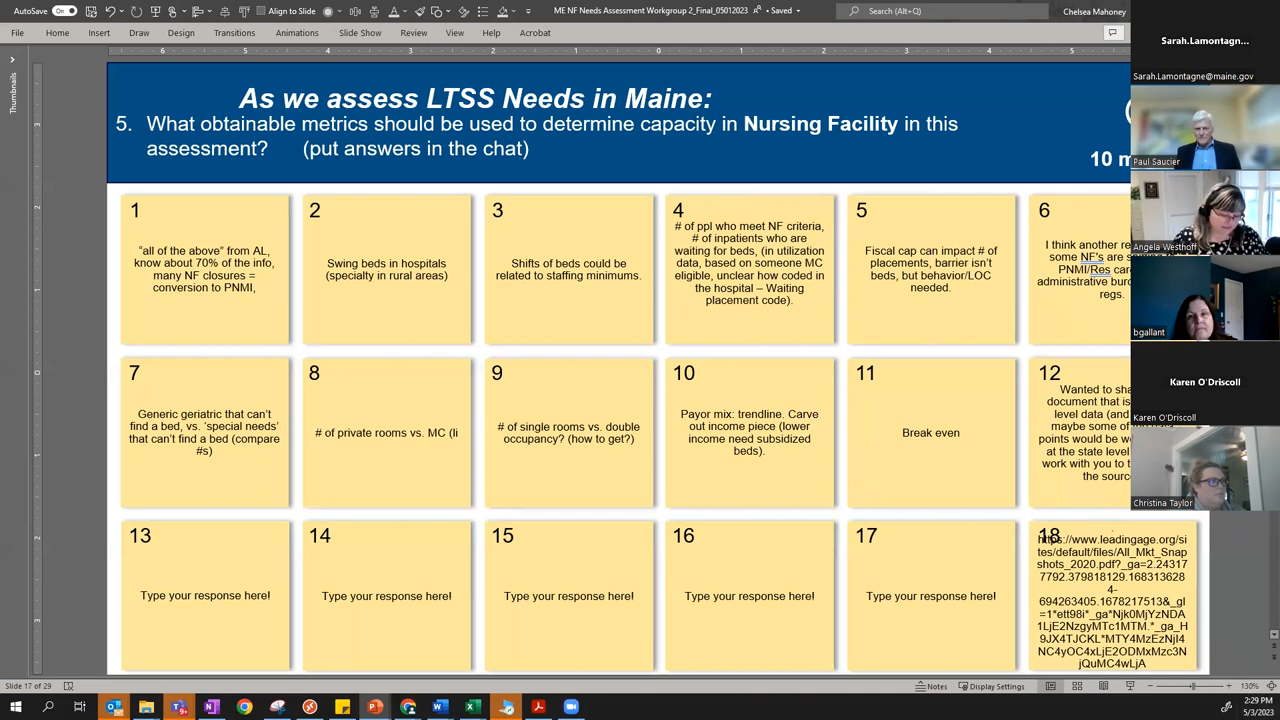 AutoSave
On
Align to Slide
ME NF Needs Assessment Workgroup 2_Final_05012023
• Saved
Search (Alt+Q)
Chelsea Mahoney
File
Home
Insert
Draw
Design
Transitions
Animations
Slide Show
Review
View
Help
Acrobat
Thumbnails
As we assess LTSS Needs in Maine:
5. What obtainable metrics should be used to determine capacity in Nursing Facility in this
assessment? (put answers in the chat)
10 m
1
"all of the above" from AL,
know about 70% of the info,
many NF closures =
conversion to PNMI,
2
Swing beds in hospitals
(specialty in rural areas)
3
Shifts of beds could be
related to staffing minimums.
4
# of ppl who meet NF criteria,
# of inpatients who are
waiting for beds, (in utilization
data, based on someone MC
eligible, unclear how coded in
the hospital – Waiting
placement code).
5
Fiscal cap can impact # of
placements, barrier isn't
beds, but behavior/LOC
needed.
6
I think another re
some NF's are
PNMI/Res car
administrative burd
regs.
7
Generic geriatric that can't
find a bed, vs. 'special needs'
that can't find a bed (compare
#s)
8
# of private rooms vs. MC (li
9
# of single rooms vs. double
occupancy? (how to get?)
10
Payor mix: trendline. Carve
out income piece (lower
income need subsidized
beds).
11
Break even
12
Wanted to sha
document that is
level data (and
maybe some of
points would be w
at the state level
work with you to t
the sourc
13
Type your response here!
14
Type your response here!
15
Type your response here!
16
Type your response here!
17
Type your response here!
18
https://www.leadingage.org/si
tes/default/files/All_Mkt_Snap
shots_2020.pdf?_ga=2.24317
7792.379818129.168313628
4-
694263405.1678217513&_gl
=1*ett98i*_ga*Njk0MjYzNDA
1LjE2NzgyMTc1MTM.*_ga_H
9JX4TJCKL*MTY4MzEzNjI4
NC4yOC4xLjE2ODMxMzc3N
jQuMC4wLjA
Sarah.Lamontagn...
Sarah.Lamontagne@maine.gov
Paul Saucier
Angela Westhoff
bgallant
Karen O'Driscoll
Karen O'Driscoll
Christina Taylor
Slide 17 of 29
Notes
Display Settings
130%
2:29 PM
5/3/2023